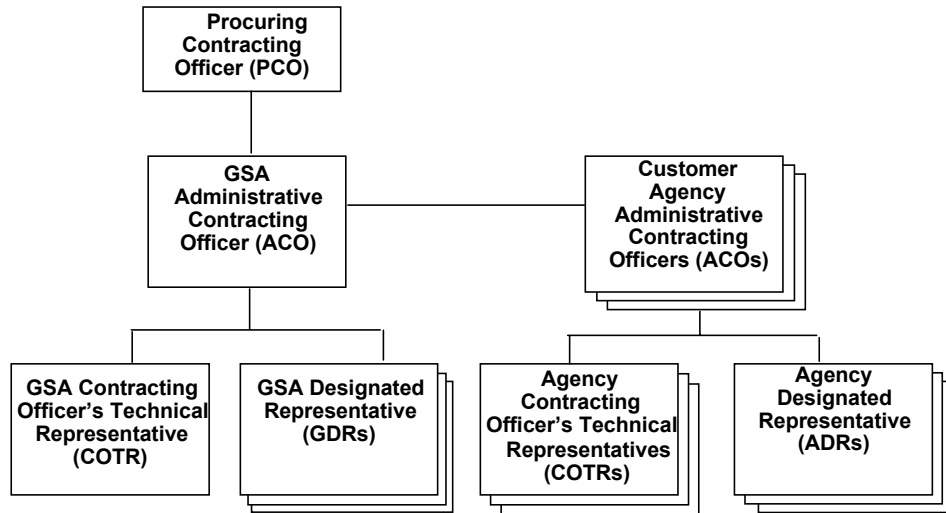 Procuring
Contracting
Officer (PCO)
GSA
Administrative
Contracting
Officer (ACO)
Customer
Agency
Administrative
Contracting
Officers (ACOs)
GSA Contracting
Officer’s Technical
Representative
(COTR)
GSA Designated
Representative
(GDRs)
Agency
Contracting
Officer’s Technical
Representatives
(COTRs)
Agency
Designated
Representative
(ADRs)